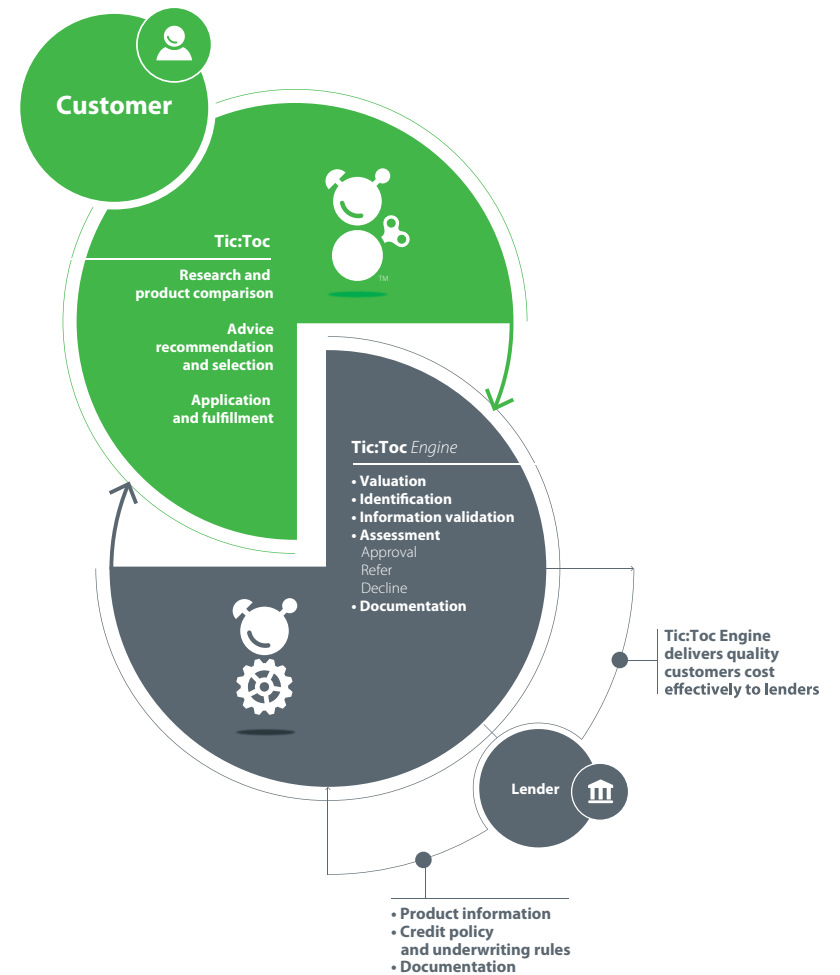 Customer
Tic:Toc
Research and
product comparison
Advice
recommendation
and selection
Application
and fulfillment
TM
Tic:Toc Engine
• Valuation
• Identification
• Information validation
• Assessment
Approval
Refer
Decline
• Documentation
Tic:Toc Engine
delivers quality
customers cost
effectively to lenders
Lender
• Product information
• Credit policy
and underwriting rules
• Documentation